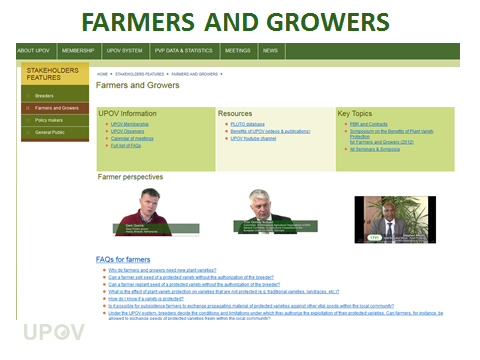 FARMERS AND GROWERS
ABOUT UPOV MEMBERSHIP UPOV SYSTEM PVP DATA & STATISTICS MEETINGS NEWS
STAKEHOLDERS FEATURES
HOME STAKEHOLDERS FEATURES FARMERS AND GROWERS
Breeders
Farmers and Growers
Policy makers
General Public
Farmers and Growers
UPOV Information
UPOV Membership
UPOV Observers
Calendar of meetings
Full list of FAQs
Resources
PLUTO database
Benefits of UPOV (videos & publications)
UPOV Youtube channel
Key Topics
PBR and Contracts
Symposium on the Benefits of Plant Variety
Protection
for Farmers and Growers (2012)
All Seminars & Symposia
Farmer perspectives
FAQs for farmers
Why do farmers and growers need new plant varieties?
Can a farmer sell seed of a protected variety without the authorization of the breeder?
Can a farmer replant seed of a protected variety without the authorization of the breeder?
What is the effect of plant variety protection on varieties that are not protected (e.g. traditional varieties, landraces, etc.)?
How do I know if a variety is protected?
Is it possible for subsistence farmers to exchange propagating material of protected varieties against other vital goods within the local community?
Under the UPOV system, breeders decide the conditions and limitations under which they authorize the exploitation of their protected varieties. Can farmers, for instance, be
allowed to exchange seeds of protected varieties freely within the local community?
UPOV